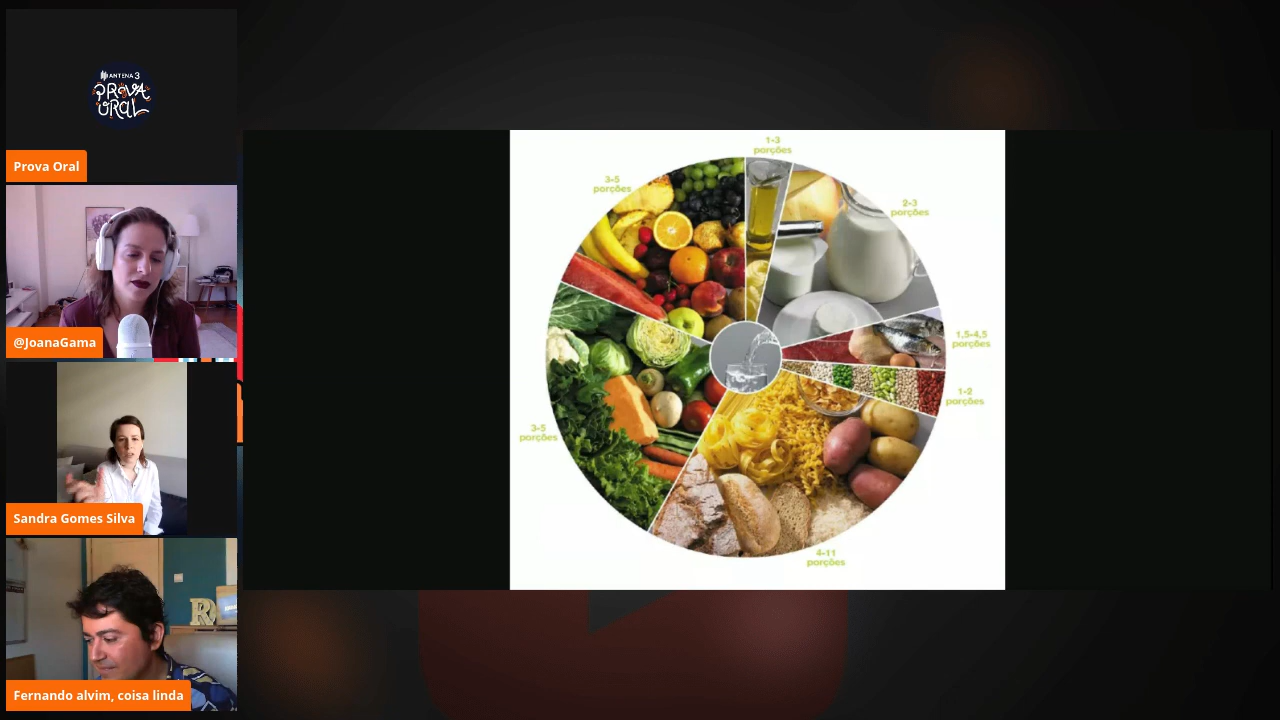 ANTENA 3
PROVA
ORAL
Prova Oral
@JoanaGama
Sandra Gomes Silva
R
Fernando alvim, coisa linda
1-3
porções
3-5
porções
2-3
porções
1,5-4,5
porções
1-2
porções
3-5
porções
4-11
porções